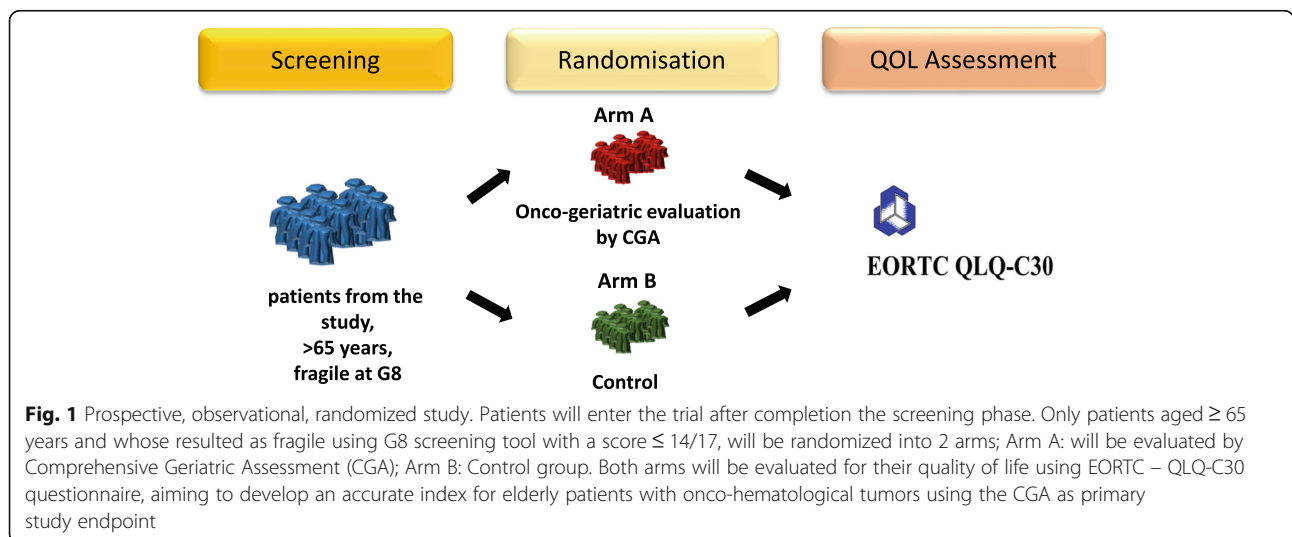 Screening
Randomisation
QOL Assessment
Arm A
Onco-geriatric evaluation
by CGA
patients from the
study,
>65 years,
fragile at G8
Arm B
Control
EORTC QLQ-C30
Fig. 1 Prospective, observational, randomized study. Patients will enter the trial after completion the screening phase. Only patients aged ≥ 65
years and whose resulted as fragile using G8 screening tool with a score ≤ 14/17, will be randomized into 2 arms; Arm A: will be evaluated by
Comprehensive Geriatric Assessment (CGA); Arm B: Control group. Both arms will be evaluated for their quality of life using EORTC – QLQ-C30
questionnaire, aiming to develop an accurate index for elderly patients with onco-hematological tumors using the CGA as primary
study endpoint